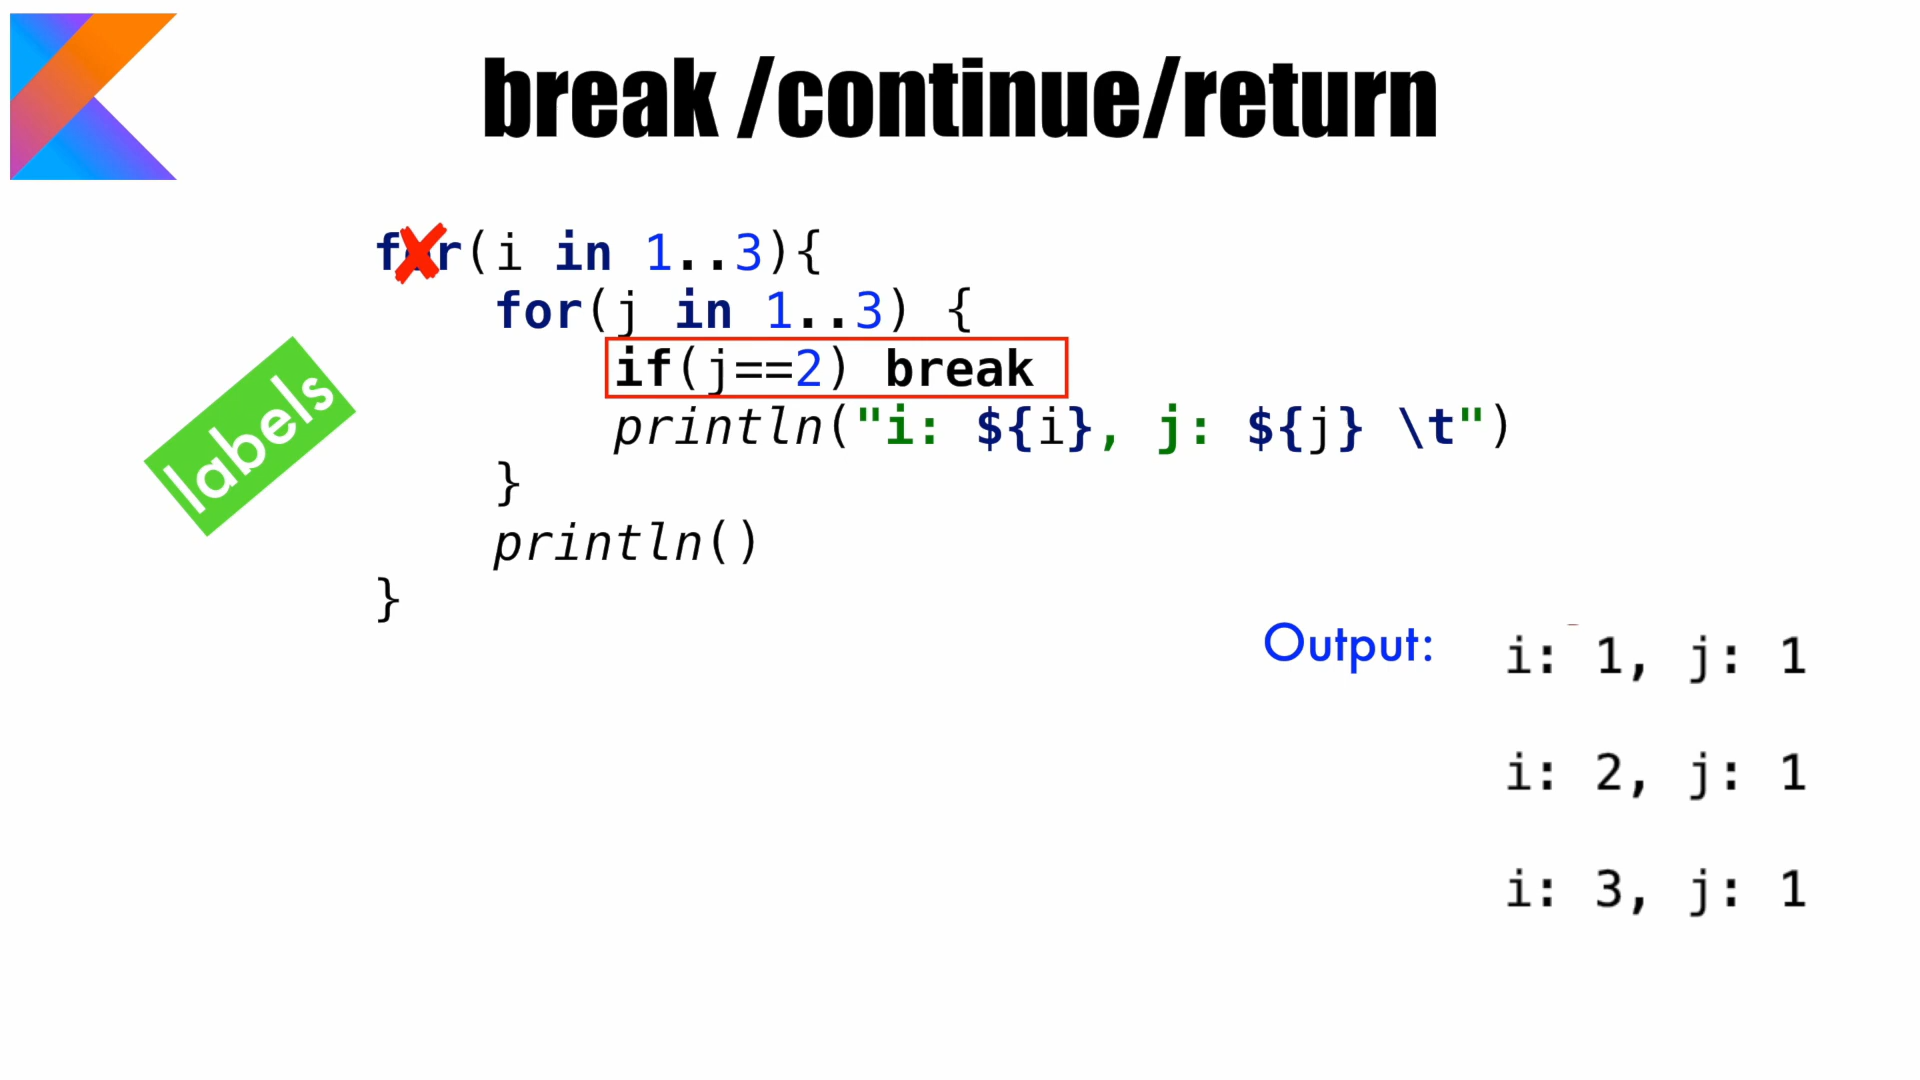 break /continue/return
for(i in 1..3){
for(j in 1..3) {
if(j==2) break
println("i: ${i}, j: ${j} \t")
}
println()
}
labels
Output:
i: 1, j: 1
i: 2, j: 1
i: 3, j: 1